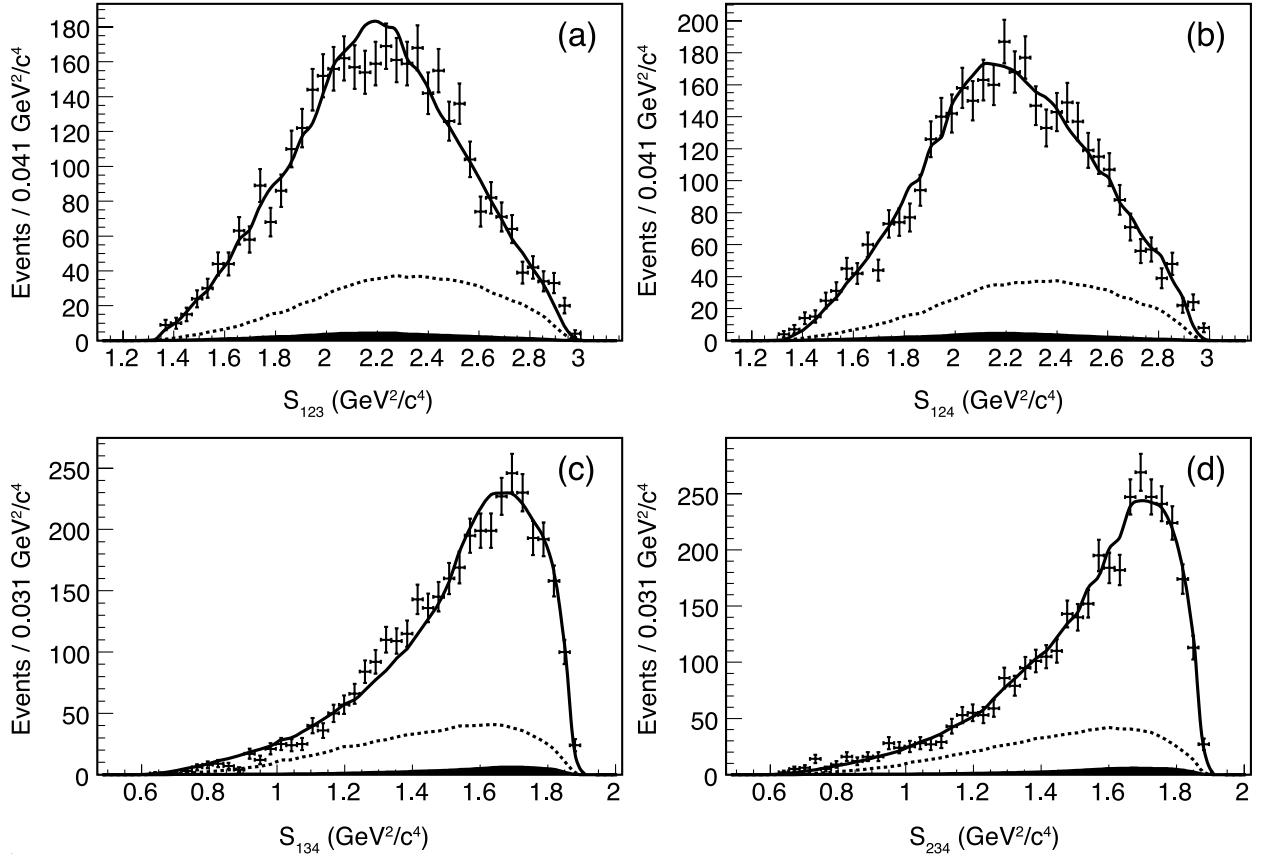 (a)
Events / 0.041 GeV²/c⁴
180
160
140
120
100
80
60
40
20
0
1.2 1.4 1.6 1.8 2 2.2 2.4 2.6 2.8 3
S₁₂₃ (GeV²/c⁴)
(b)
Events / 0.041 GeV²/c⁴
200
180
160
140
120
100
80
60
40
20
0
1.2 1.4 1.6 1.8 2 2.2 2.4 2.6 2.8 3
S₁₂₄ (GeV²/c⁴)
(c)
Events / 0.031 GeV²/c⁴
250
200
150
100
50
0
0.6 0.8 1 1.2 1.4 1.6 1.8 2
S₁₃₄ (GeV²/c⁴)
(d)
Events / 0.031 GeV²/c⁴
250
200
150
100
50
0
0.6 0.8 1 1.2 1.4 1.6 1.8 2
S₂₃₄ (GeV²/c⁴)